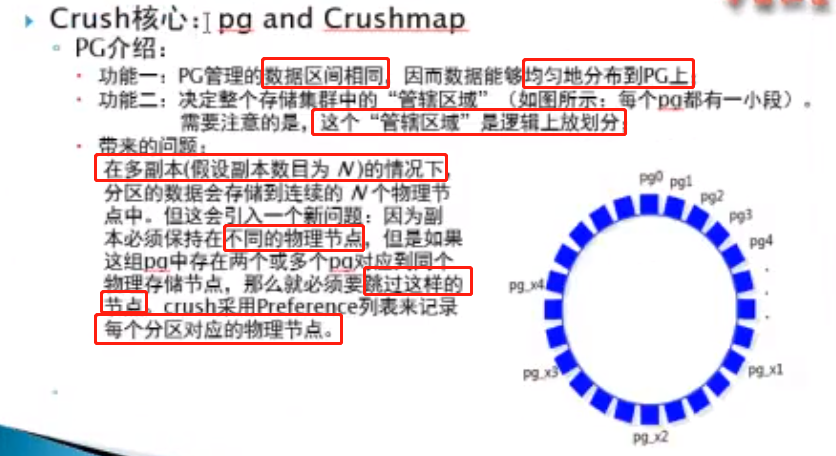 Crush核心：pg and Crushmap
PG介绍：
功能一：PG管理的数据区间相同，因而数据能够均匀地分布到PG上；
功能二：决定整个存储集群中的“管辖区域”（如图所示：每个pg都有一小段）。
需要注意的是，这个“管辖区域”是逻辑上放划分；
带来的问题：
在多副本(假设副本数目为 N)的情况下，
分区的数据会存储到连续的 N 个物理节
点中。但这会引入一个新问题：因为副
本必须保持在不同的物理节点，但是如果
这组pg中存在两个或多个pg对应到同个
物理存储节点，那么就必须要跳过这样的
节点。crush采用Preference列表来记录
每个分区对应的物理节点。
pg0
pg1
pg2
pg3
pg4
pg_x4
pg_x3
pg_x1
pg_x2